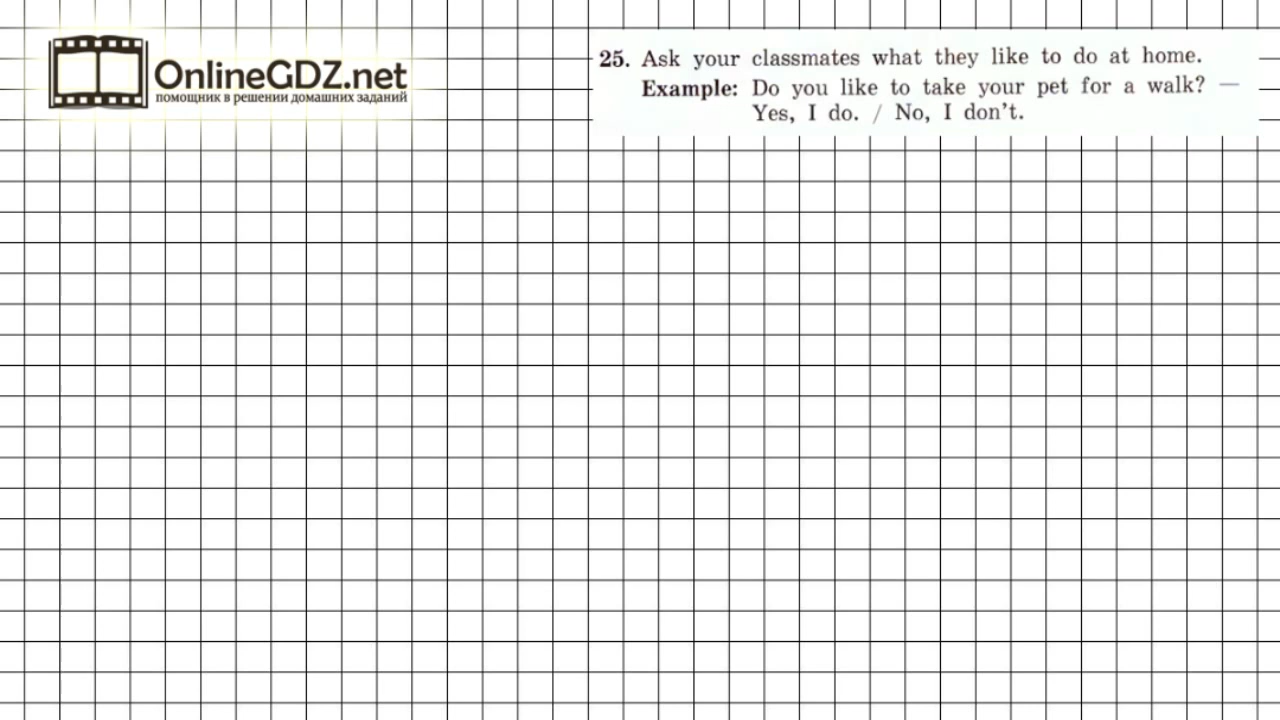 OnlineGDZ.net
помощник в решении домашних заданий
25. Ask your classmates what they like to do at home.
Example: Do you like to take your pet for a walk? —
Yes, I do. / No, I don't.